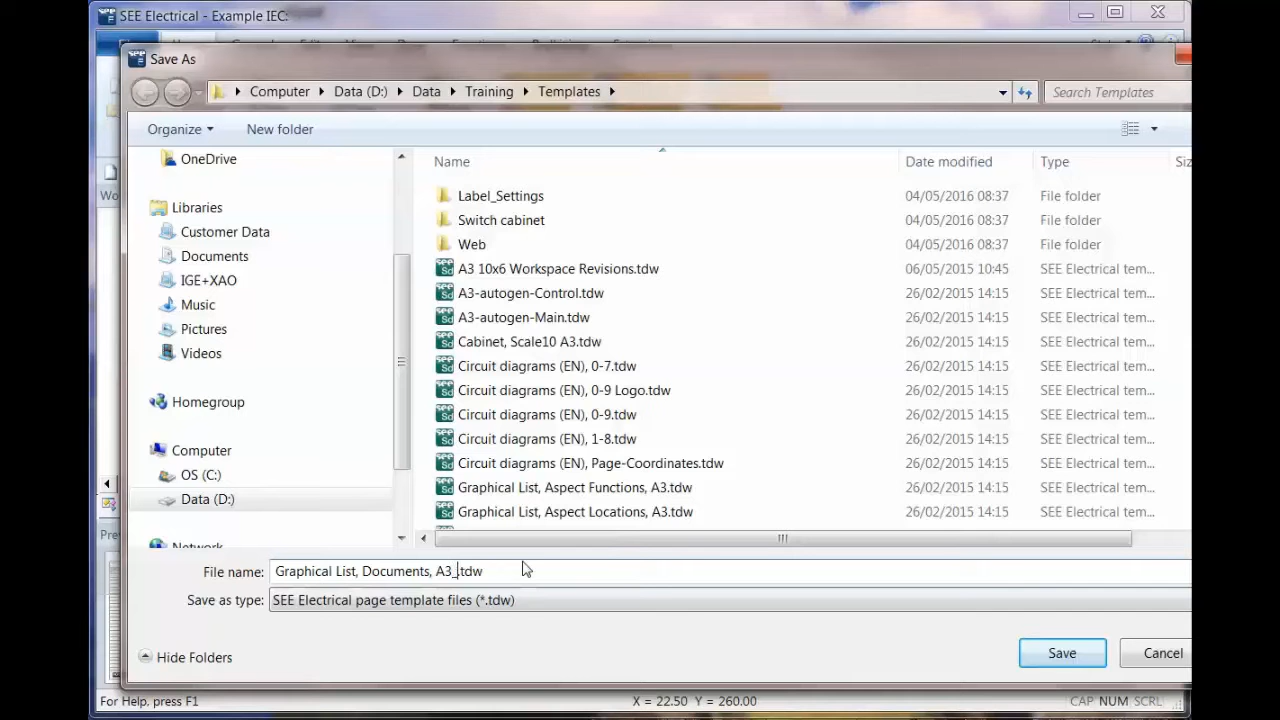 SEE Electrical - Example IEC:
Save As
Computer Data (D:) Data Training Templates
Search Templates
Organize New folder
Name Date modified Type
OneDrive
Libraries
Customer Data
Documents
IGE+XAO
Music
Pictures
Videos
Homegroup
Computer
OS (C:)
Data (D:)
Network
Label_Settings 04/05/2016 08:37 File folder
Switch cabinet 04/05/2016 08:37 File folder
Web 04/05/2016 08:37 File folder
A3 10x6 Workspace Revisions.tdw 06/05/2015 10:45 SEE Electrical tem...
A3-autogen-Control.tdw 26/02/2015 14:15 SEE Electrical tem...
A3-autogen-Main.tdw 26/02/2015 14:15 SEE Electrical tem...
Cabinet, Scale10 A3.tdw 26/02/2015 14:15 SEE Electrical tem...
Circuit diagrams (EN), 0-7.tdw 26/02/2015 14:15 SEE Electrical tem...
Circuit diagrams (EN), 0-9 Logo.tdw 26/02/2015 14:15 SEE Electrical tem...
Circuit diagrams (EN), 0-9.tdw 26/02/2015 14:15 SEE Electrical tem...
Circuit diagrams (EN), 1-8.tdw 26/02/2015 14:15 SEE Electrical tem...
Circuit diagrams (EN), Page-Coordinates.tdw 26/02/2015 14:15 SEE Electrical tem...
Graphical List, Aspect Functions, A3.tdw 26/02/2015 14:15 SEE Electrical tem...
Graphical List, Aspect Locations, A3.tdw 26/02/2015 14:15 SEE Electrical tem...
File name: Graphical List, Documents, A3_.tdw
Save as type: SEE Electrical page template files (*.tdw)
Hide Folders Save Cancel
For Help, press F1 X = 22.50 Y = 260.00 CAP NUM SCRL